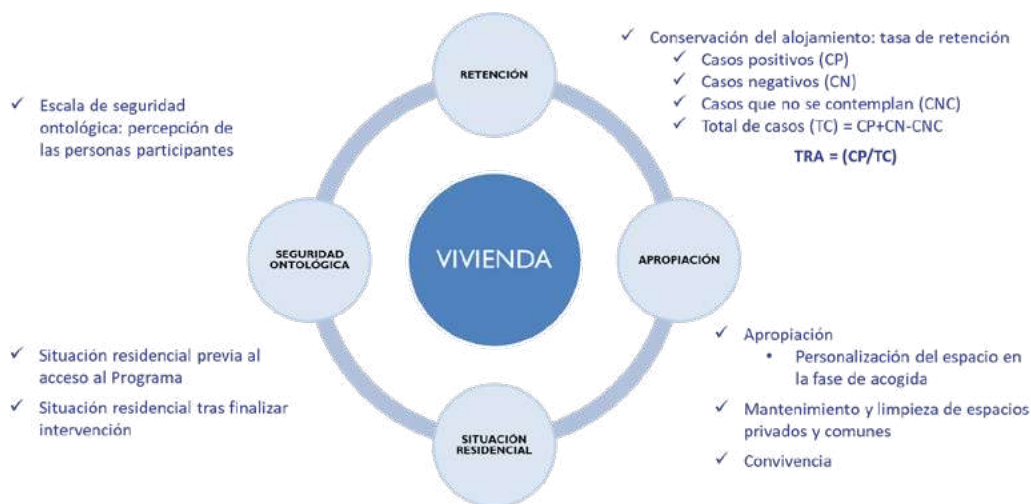 RETENCIÓN
✓ Conservación del alojamiento: tasa de retención
✓ Casos positivos (CP)
✓ Casos negativos (CN)
✓ Casos que no se contemplan (CNC)
✓ Total de casos (TC) = CP+CN-CNC
TRA = (CP/TC)
✓ Escala de seguridad
ontológica: percepción de
las personas participantes
SEGURIDAD
ONTOLÓGICA
VIVIENDA
APROPIACIÓN
✓ Apropiación
• Personalización del espacio en
la fase de acogida
✓ Mantenimiento y limpieza de espacios
privados y comunes
✓ Convivencia
✓ Situación residencial previa al
acceso al Programa
✓ Situación residencial tras finalizar
intervención
SITUACIÓN
RESIDENCIAL